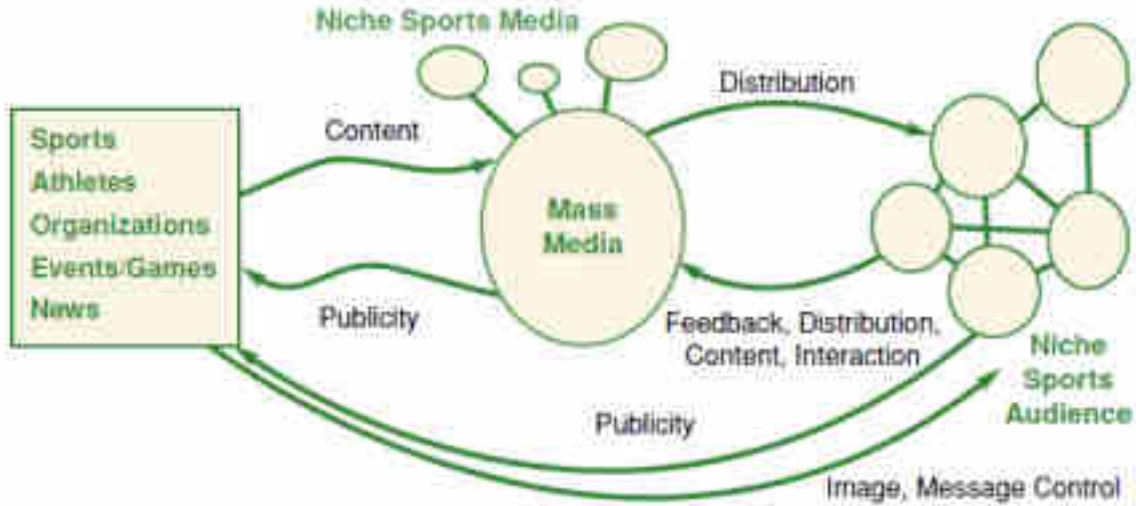 Niche Sports Media
Distribution
Content
Sports
Athletes
Organizations
Events/Games
News
Mass
Media
Publicity
Feedback, Distribution,
Content, Interaction
Niche
Sports
Audience
Publicity
Image, Message Control